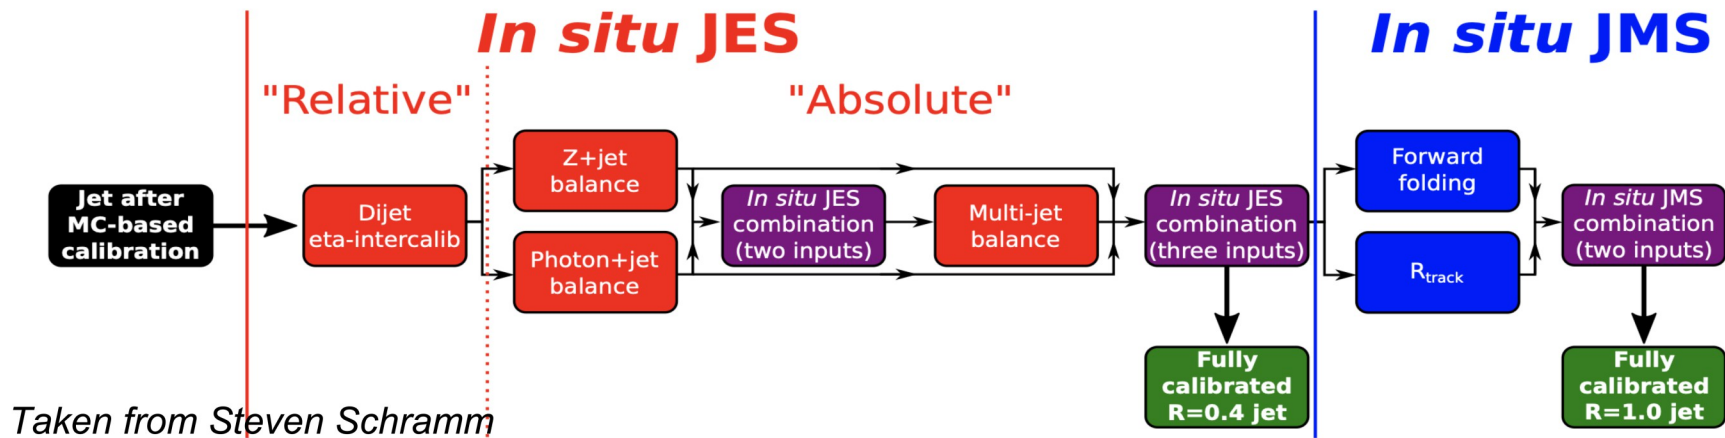 In situ JES
In situ JMS
"Relative"
"Absolute"
Jet after
MC-based
calibration
Dijet
eta-intercalib
Z+jet
balance
Photon+jet
balance
In situ JES
combination
(two inputs)
Multi-jet
balance
In situ JES
combination
(three inputs)
Fully
calibrated
R=0.4 jet
Forward
folding
Rtrack
In situ JMS
combination
(two inputs)
Fully
calibrated
R=1.0 jet
Taken from Steven Schramm